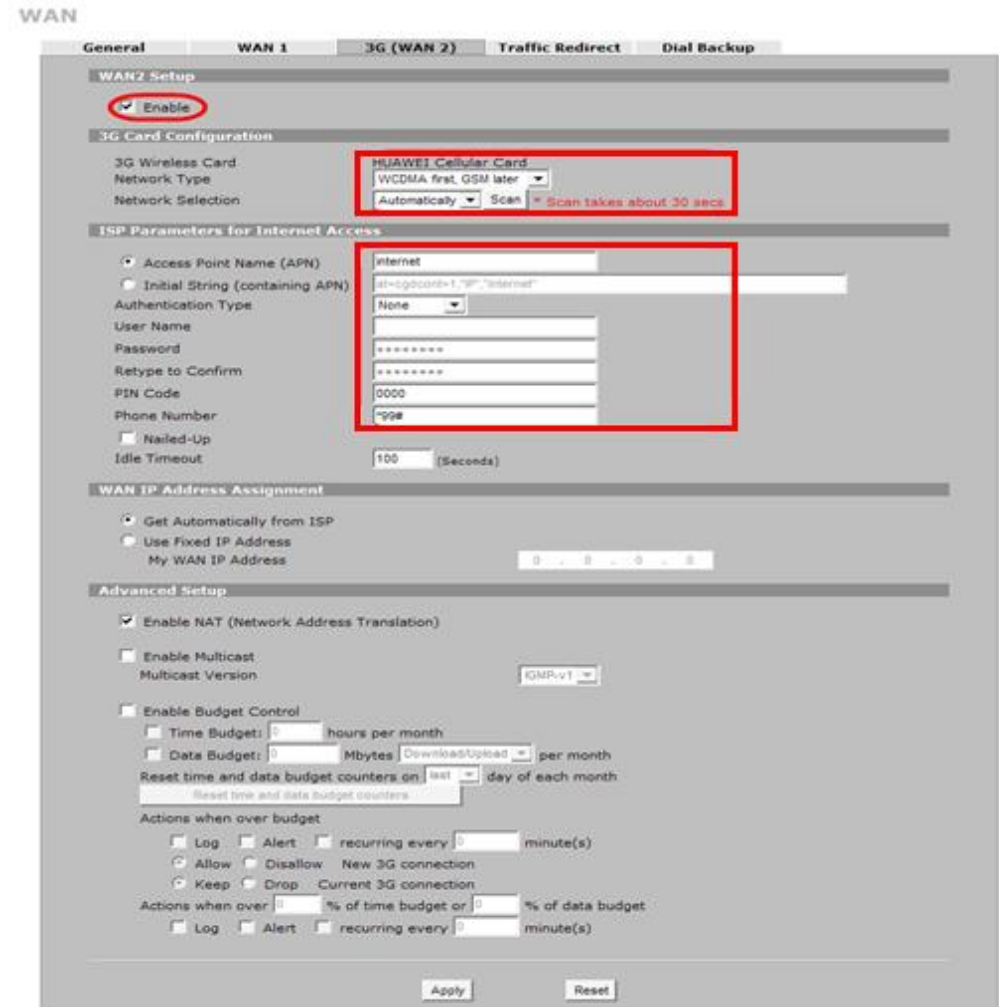 WAN
General WAN 1 3G (WAN 2) Traffic Redirect Dial Backup
WAN2 Setup
Enable
3G Card Configuration
3G Wireless Card HUAWEI Cellular Card
Network Type WCDMA first, GSM later
Network Selection Automatically Scan * Scan takes about 30 secs
ISP Parameters for Internet Access
Access Point Name (APN) internet
Initial String (containing APN) at+cgdcont=1,"IP","internet"
Authentication Type None
User Name
Password ********
Retype to Confirm ********
PIN Code 0000
Phone Number *99#
Nailed-Up
Idle Timeout 100 (Seconds)
WAN IP Address Assignment
Get Automatically from ISP
Use Fixed IP Address
My WAN IP Address 0 . 0 . 0 . 0
Advanced Setup
Enable NAT (Network Address Translation)
Enable Multicast
Multicast Version IGMP-v1
Enable Budget Control
Time Budget: 0 hours per month
Data Budget: 0 Mbytes Download/Upload per month
Reset time and data budget counters on last day of each month
Reset time and data budget counters
Actions when over budget
Log Alert recurring every 0 minute(s)
Allow Disallow New 3G connection
Keep Drop Current 3G connection
Actions when over 0 % of time budget or 0 % of data budget
Log Alert recurring every 0 minute(s)
Apply Reset